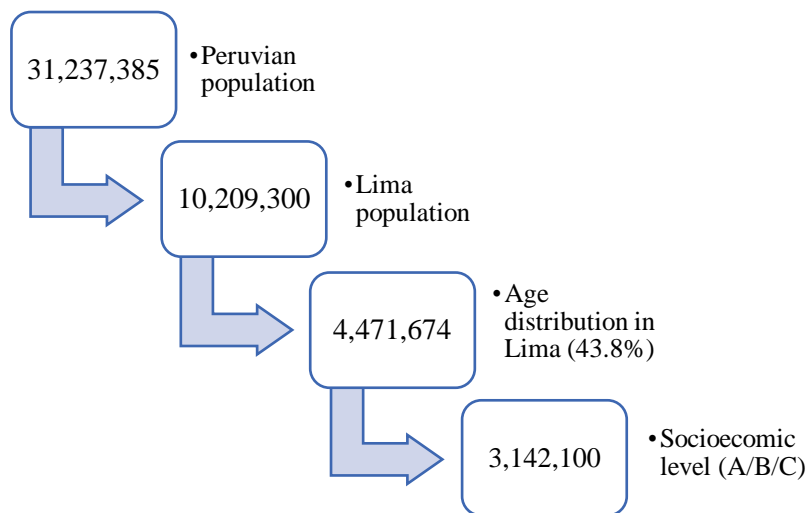 31,237,385
•Peruvian
population
10,209,300
•Lima
population
4,471,674
•Age
distribution in
Lima (43.8%)
3,142,100
•Socioecomic
level (A/B/C)